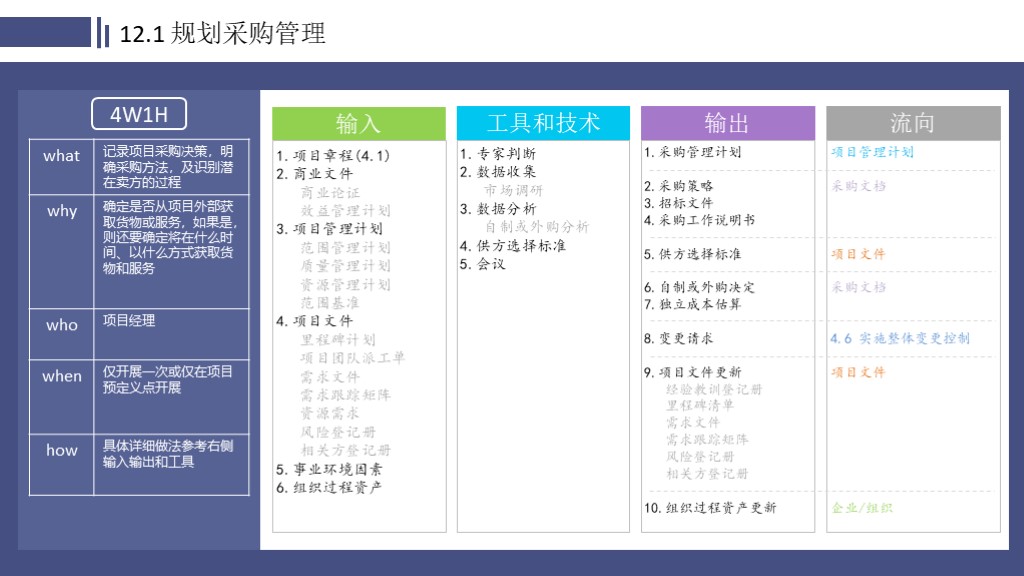 12.1 规划采购管理
4W1H
what
记录项目采购决策，明
确采购方法，及识别潜
在卖方的过程
why
确定是否从项目外部获
取货物或服务，如果是，
则还要确定将在什么时
间、以什么方式获取货
物和服务
who
项目经理
when
仅开展一次或仅在项目
预定义点开展
how
具体详细做法参考右侧
输入输出和工具
输入
1. 项目章程(4.1)
2. 商业文件
商业论证
效益管理计划
3. 项目管理计划
范围管理计划
质量管理计划
资源管理计划
范围基准
4. 项目文件
里程碑计划
项目团队派工单
需求文件
需求跟踪矩阵
资源需求
风险登记册
相关方登记册
5. 事业环境因素
6. 组织过程资产
工具和技术
1. 专家判断
2. 数据收集
市场调研
3. 数据分析
自制或外购分析
4. 供方选择标准
5. 会议
输出
1. 采购管理计划
2. 采购策略
3. 招标文件
4. 采购工作说明书
5. 供方选择标准
6. 自制或外购决定
7. 独立成本估算
8. 变更请求
9. 项目文件更新
经验教训登记册
里程碑清单
需求文件
需求跟踪矩阵
风险登记册
相关方登记册
10. 组织过程资产更新
流向
项目管理计划
采购文档
项目文件
采购文档
4.6 实施整体变更控制
项目文件
企业/组织